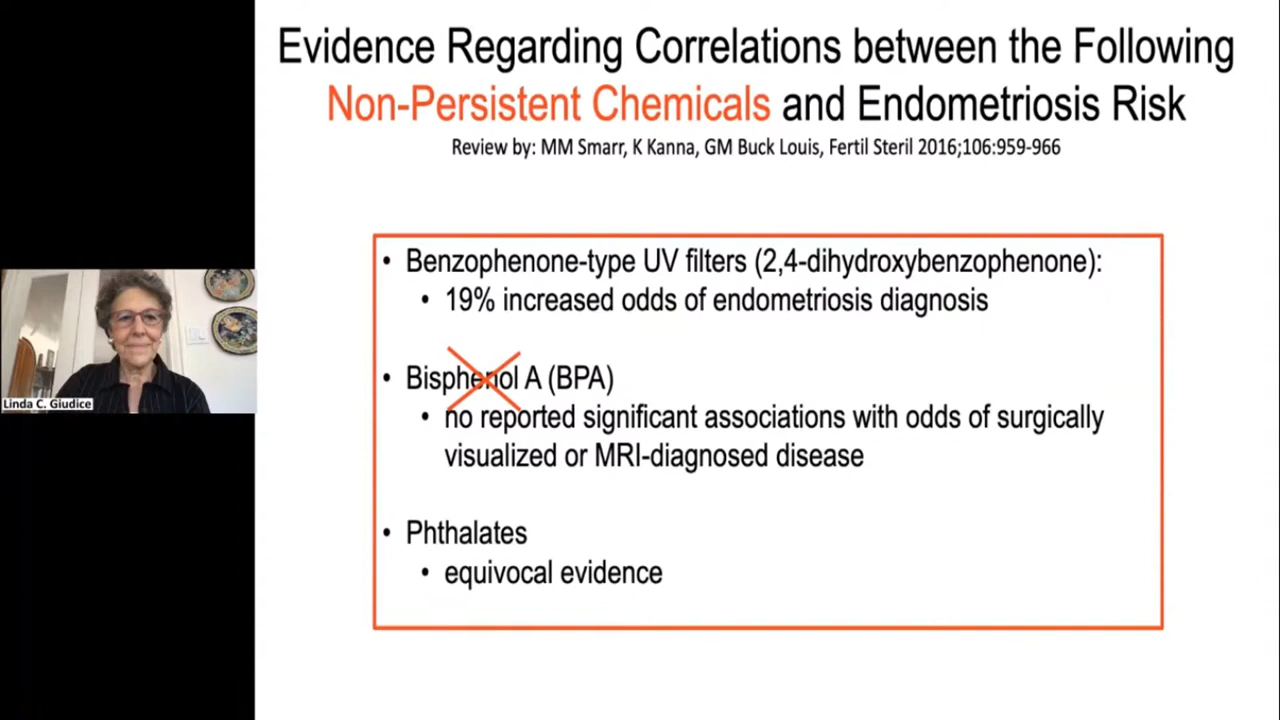 Evidence Regarding Correlations between the Following
Non-Persistent Chemicals and Endometriosis Risk
Review by: MM Smarr, K Kanna, GM Buck Louis, Fertil Steril 2016;106:959-966
• Benzophenone-type UV filters (2,4-dihydroxybenzophenone):
• 19% increased odds of endometriosis diagnosis
• Bisphenol A (BPA)
• no reported significant associations with odds of surgically
visualized or MRI-diagnosed disease
• Phthalates
• equivocal evidence
Linda C. Giudice